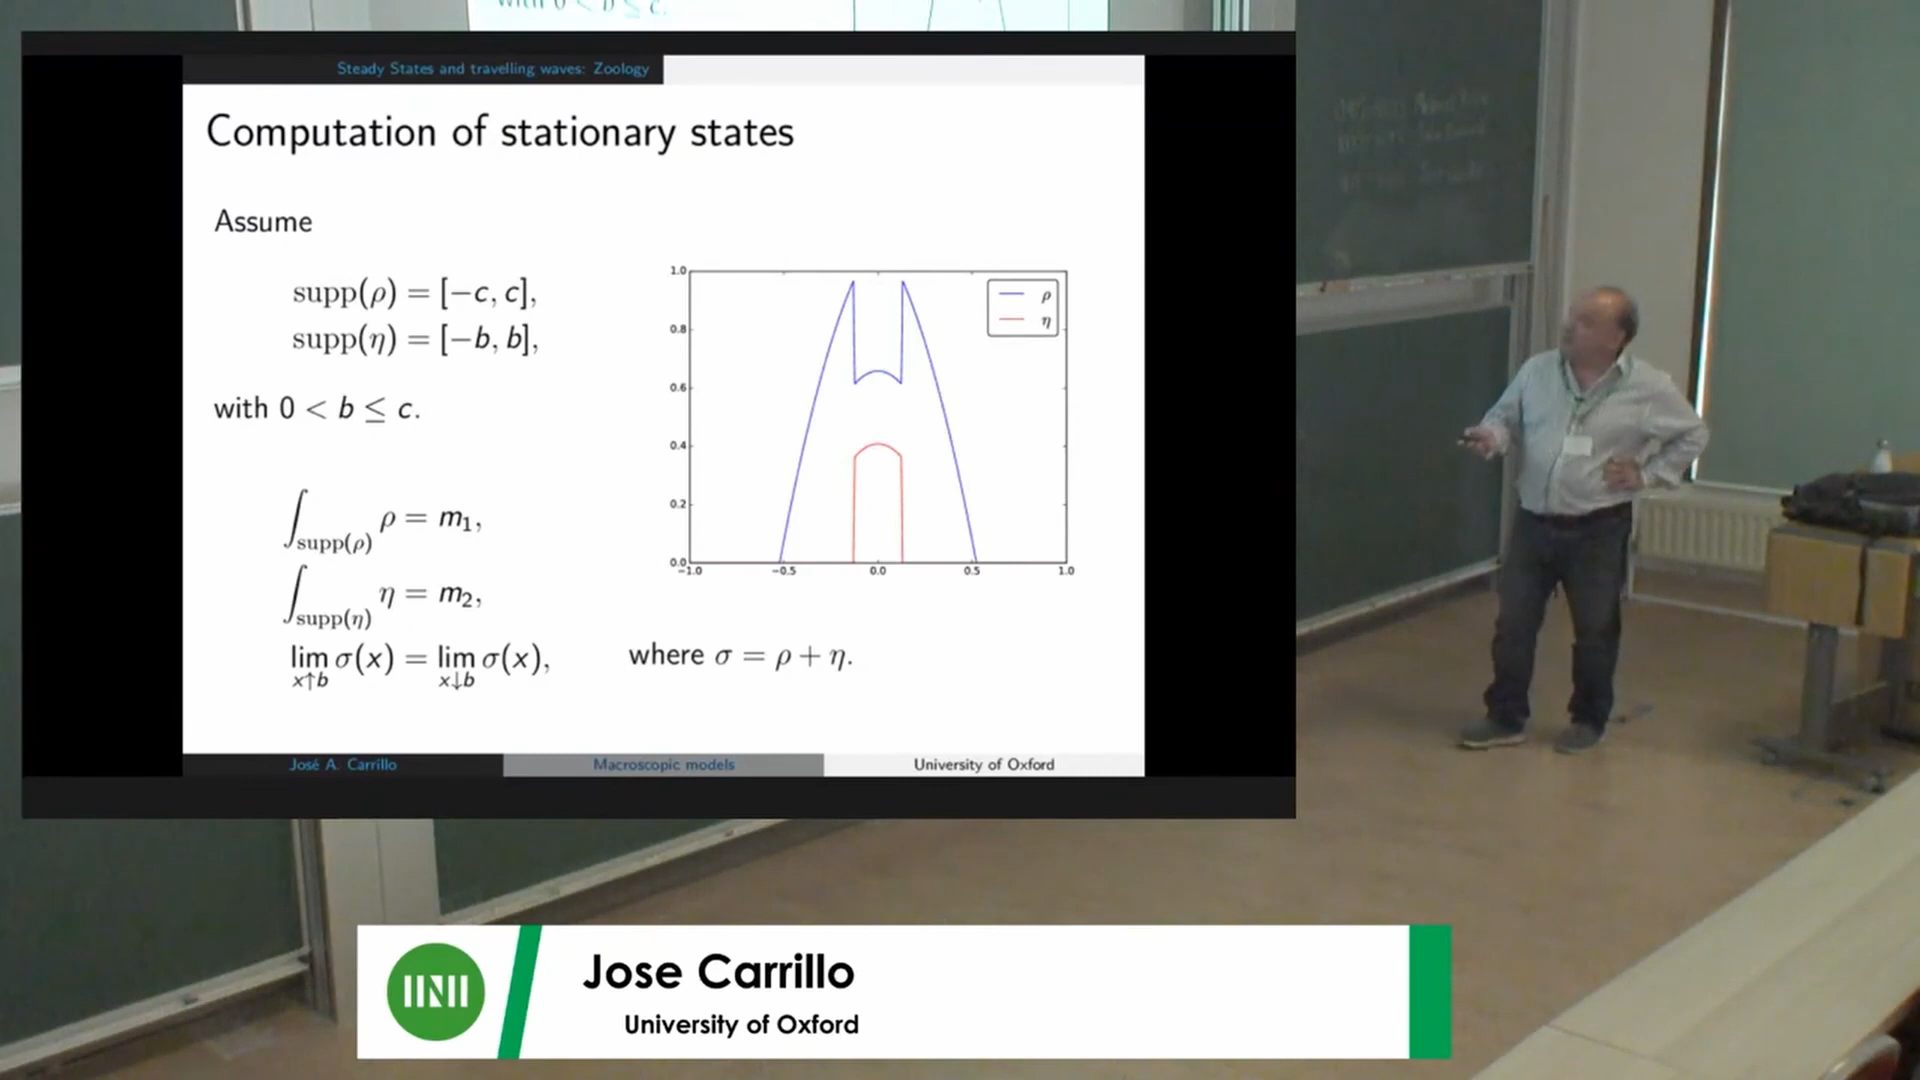 with 0 < b ≤ c.
Steady States and travelling waves: Zoology
Computation of stationary states
Assume
supp(ρ) = [−c, c],
supp(η) = [−b, b],
with 0 < b ≤ c.
∫supp(ρ) ρ = m₁,
∫supp(η) η = m₂,
lim x↑b σ(x) = lim x↓b σ(x), where σ = ρ + η.
1.0
0.8
0.6
0.4
0.2
0.0
−1.0 −0.5 0.0 0.5 1.0
ρ
η
José A. Carrillo Macroscopic models University of Oxford
Jose Carrillo
University of Oxford